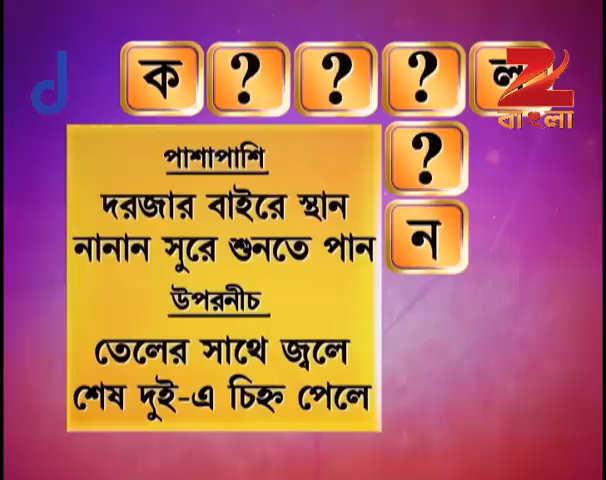 ক ? ? ? ল
বাংলা
?
ন
পাশাপাশি
দরজার বাইরে স্থান
নানান সুরে শুনতে পান
উপরনীচ
তেলের সাথে জ্বলে
শেষ দুই-এ চিহ্ন পেলে